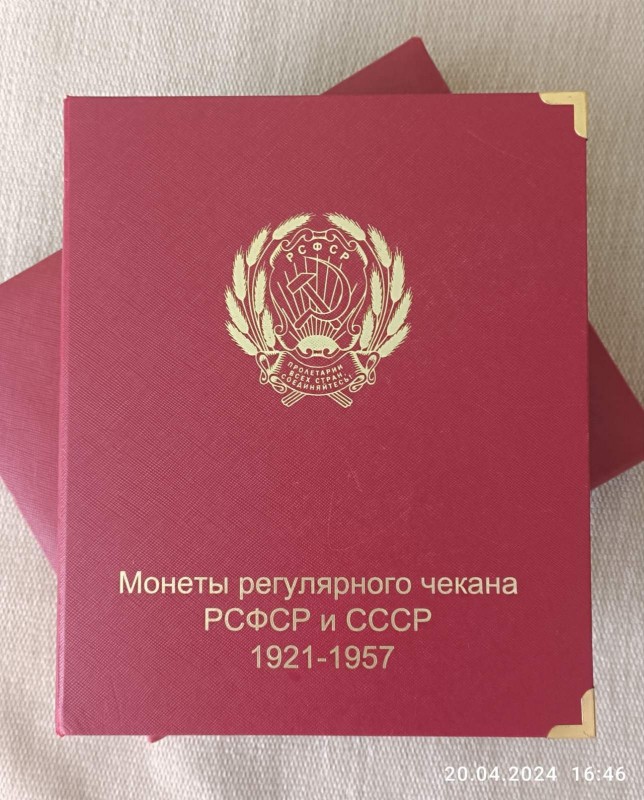 РСФСР
ПРОЛЕТАРИИ
ВСЕХ СТРАН,
СОЕДИНЯЙТЕСЬ!
Монеты регулярного чекана
РСФСР и СССР
1921-1957
20.04.2024 16:46